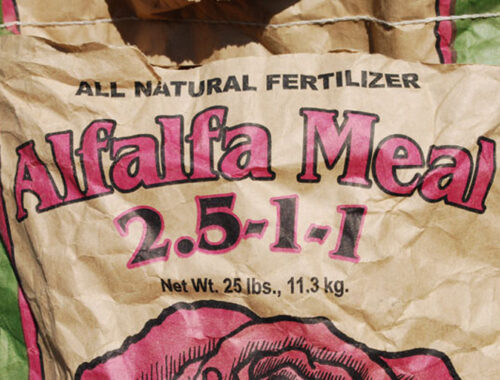 ALL NATURAL FERTILIZER
Alfalfa Meal
2.5-1-1
Net Wt. 25 lbs., 11.3 kg.